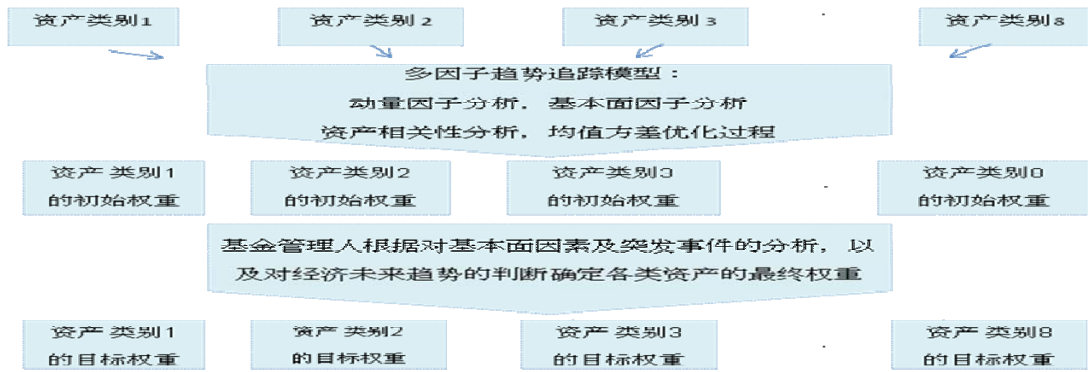 资产类别1 资产类别2 资产类别3 . 资产类别8
多因子趋势追踪模型：
动量因子分析，基本面因子分析
资产相关性分析，均值方差优化过程
资产 类别1 资产类别2 资产类别3 . 资产类别0
的初始权重 的初始权重 的初始权重 的初始权重
基金管理人根据对基本面因素及突发事件的分析，以
及对经济未来趋势的判断确定各类资产的最终权重
资产 类别1 资产 类别2 资产 类别3 . 资产 类别8
的目标权重 的目标权重 的目标权重 的目标权重